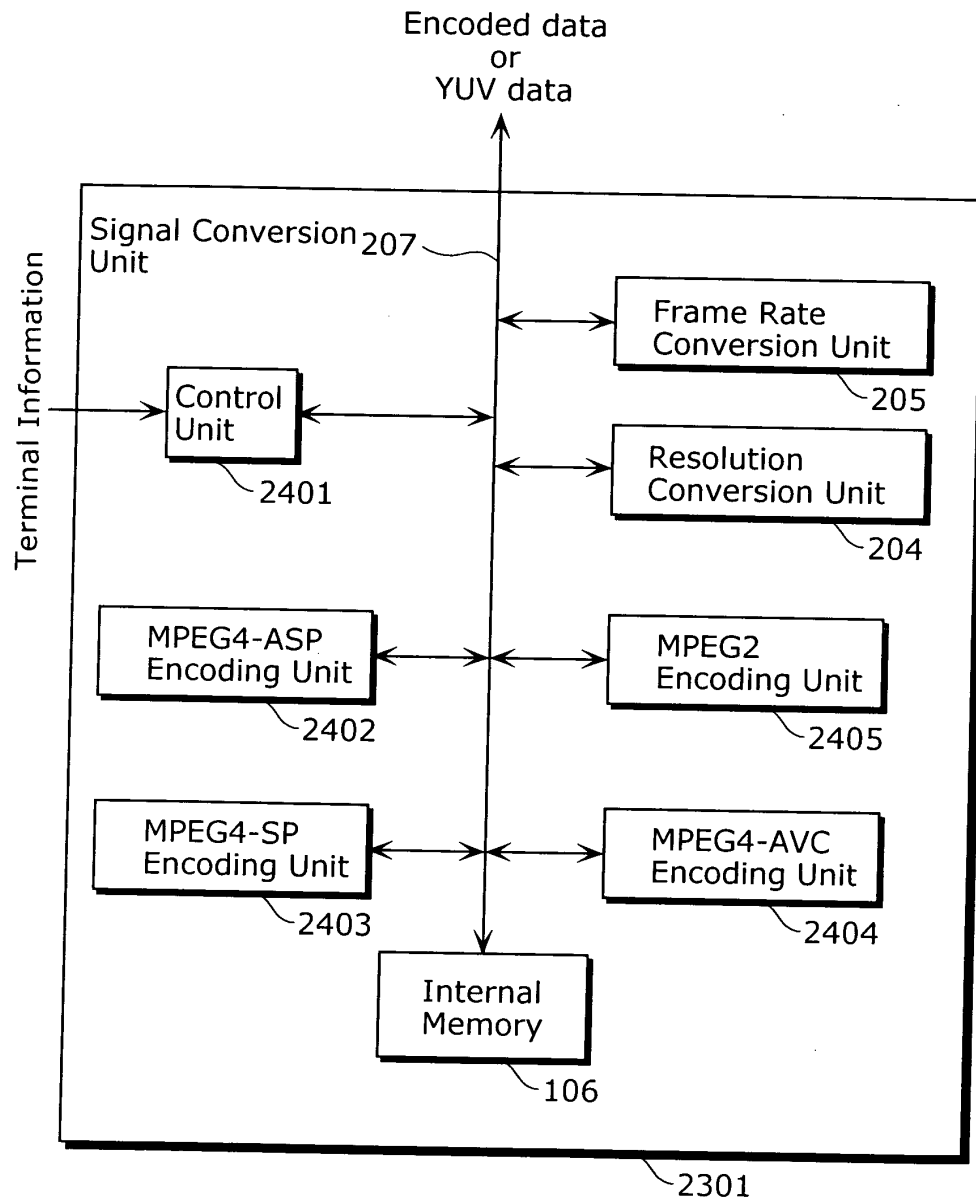 Encoded data
or
YUV data
Signal Conversion
Unit
207
Terminal Information
Frame Rate
Conversion Unit
205
Control
Unit
2401
Resolution
Conversion Unit
204
MPEG4-ASP
Encoding Unit
2402
MPEG2
Encoding Unit
2405
MPEG4-SP
Encoding Unit
2403
MPEG4-AVC
Encoding Unit
2404
Internal
Memory
106
2301